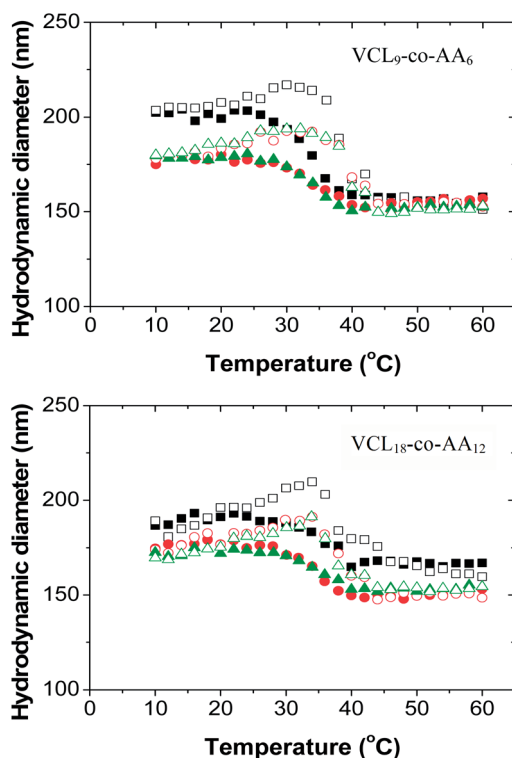 250
VCL9-co-AA6
200
150
100
0 10 20 30 40 50 60
Hydrodynamic diameter (nm)
Temperature (°C)
250
VCL18-co-AA12
200
150
100
0 10 20 30 40 50 60
Hydrodynamic diameter (nm)
Temperature (°C)